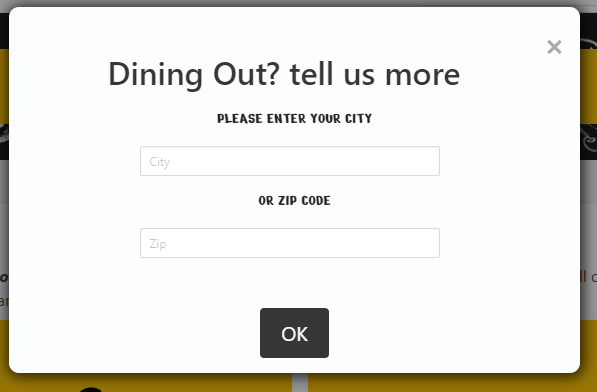 ×
Dining Out? tell us more
PLEASE ENTER YOUR CITY
City
OR ZIP CODE
Zip
OK